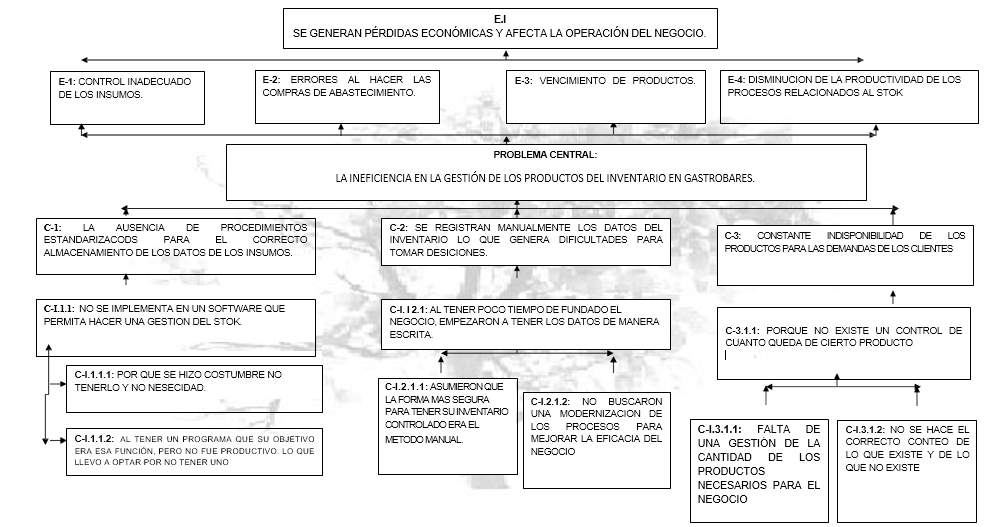 E.I
SE GENERAN PÉRDIDAS ECONÓMICAS Y AFECTA LA OPERACIÓN DEL NEGOCIO.
E-1: CONTROL INADECUADO
DE LOS INSUMOS.
E-2: ERRORES AL HACER LAS
COMPRAS DE ABASTECIMIENTO.
E-3: VENCIMIENTO DE PRODUCTOS.
E-4: DISMINUCION DE LA PRODUCTIVIDAD DE LOS
PROCESOS RELACIONADOS AL STOK
PROBLEMA CENTRAL:
LA INEFICIENCIA EN LA GESTIÓN DE LOS PRODUCTOS DEL INVENTARIO EN GASTROBARES.
C-1: LA AUSENCIA DE PROCEDIMIENTOS
ESTANDARIZACODS PARA EL CORRECTO
ALMACENAMIENTO DE LOS DATOS DE LOS INSUMOS.
C-2: SE REGISTRAN MANUALMENTE LOS DATOS DEL
INVENTARIO LO QUE GENERA DIFICULTADES PARA
TOMAR DESICIONES.
C-3: CONSTANTE INDISPONIBILIDAD DE LOS
PRODUCTOS PARA LAS DEMANDAS DE LOS CLIENTES
C-I.1.1: NO SE IMPLEMENTA EN UN SOFTWARE QUE
PERMITA HACER UNA GESTION DEL STOK.
C-I.1.1.1: POR QUE SE HIZO COSTUMBRE NO
TENERLO Y NO NESECIDAD.
C-I.1.1.2: AL TENER UN PROGRAMA QUE SU OBJETIVO
ERA ESA FUNCIÓN, PERO NO FUE PRODUCTIVO. LO QUE
LLEVO A OPTAR POR NO TENER UNO
C-I. I 2.1: AL TENER POCO TIEMPO DE FUNDADO EL
NEGOCIO, EMPEZARON A TENER LOS DATOS DE MANERA
ESCRITA.
C-I.2.1.1: ASUMIERON QUE
LA FORMA MAS SEGURA
PARA TENER SU INVENTARIO
CONTROLADO ERA EL
METODO MANUAL.
C-I.2.1.2: NO BUSCARON
UNA MODERNIZACION DE
LOS PROCESOS PARA
MEJORAR LA EFICACIA DEL
NEGOCIO
C-3.1.1: PORQUE NO EXISTE UN CONTROL DE
CUANTO QUEDA DE CIERTO PRODUCTO
C-I.3.1.1: FALTA DE
UNA GESTIÓN DE LA
CANTIDAD DE LOS
PRODUCTOS
NECESARIOS PARA EL
NEGOCIO
C-I.3.1.2: NO SE HACE EL
CORRECTO CONTEO DE
LO QUE EXISTE Y DE LO
QUE NO EXISTE